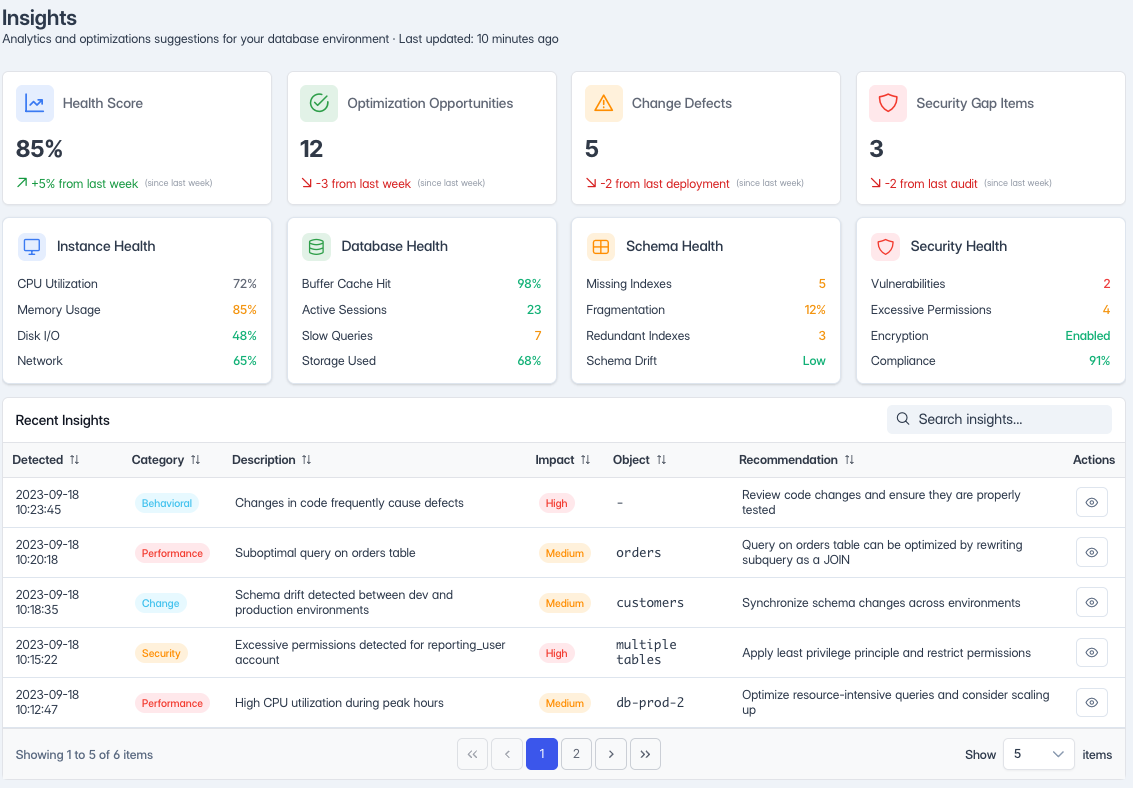 Insights
Analytics and optimizations suggestions for your database environment · Last updated: 10 minutes ago
Health Score
85%
+5% from last week (since last week)
Optimization Opportunities
12
-3 from last week (since last week)
Change Defects
5
-2 from last deployment (since last week)
Security Gap Items
3
-2 from last audit (since last week)
Instance Health
CPU Utilization 72%
Memory Usage 85%
Disk I/O 48%
Network 65%
Database Health
Buffer Cache Hit 98%
Active Sessions 23
Slow Queries 7
Storage Used 68%
Schema Health
Missing Indexes 5
Fragmentation 12%
Redundant Indexes 3
Schema Drift Low
Security Health
Vulnerabilities 2
Excessive Permissions 4
Encryption Enabled
Compliance 91%
Recent Insights
Search insights...
Detected Category Description Impact Object Recommendation Actions
2023-09-18
10:23:45
Behavioral
Changes in code frequently cause defects
High
-
Review code changes and ensure they are properly
tested
2023-09-18
10:20:18
Performance
Suboptimal query on orders table
Medium
orders
Query on orders table can be optimized by rewriting
subquery as a JOIN
2023-09-18
10:18:35
Change
Schema drift detected between dev and
production environments
Medium
customers
Synchronize schema changes across environments
2023-09-18
10:15:22
Security
Excessive permissions detected for reporting_user
account
High
multiple
tables
Apply least privilege principle and restrict permissions
2023-09-18
10:12:47
Performance
High CPU utilization during peak hours
Medium
db-prod-2
Optimize resource-intensive queries and consider scaling
up
Showing 1 to 5 of 6 items
1 2
Show 5 items